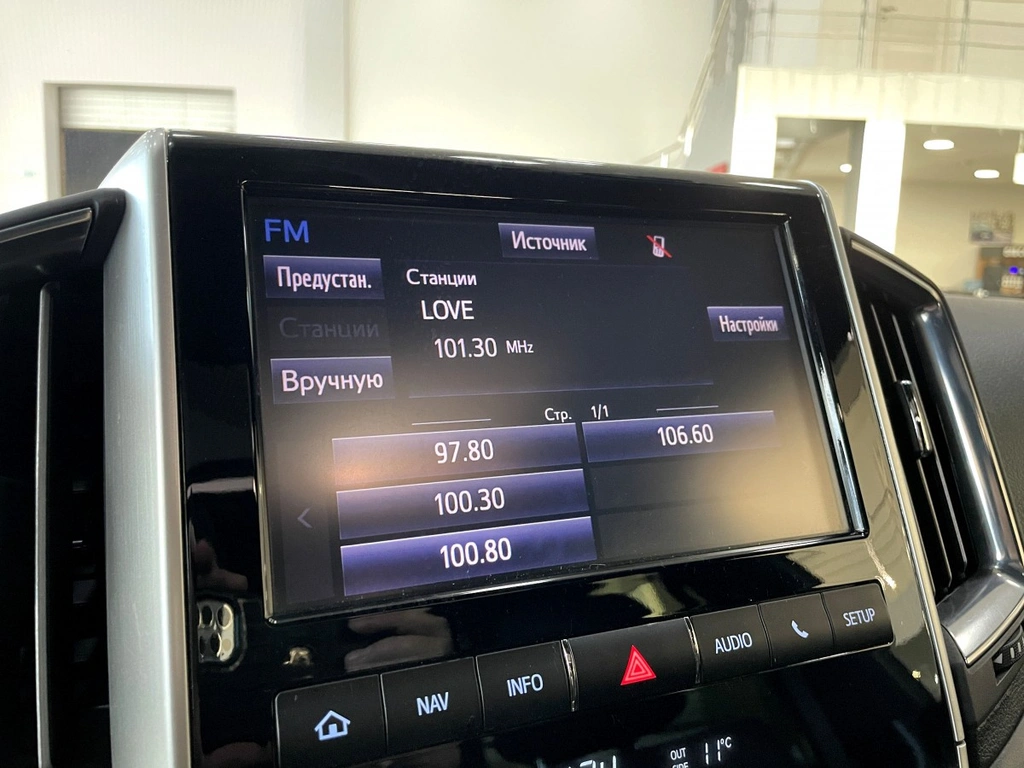 FM
Источник
Предустан.
Станции
LOVE
101.30 MHz
Станции
Настройки
Вручную
Стр. 1/1
97.80
106.60
100.30
100.80
NAV
INFO
AUDIO
SETUP
OUT
SIDE
11°C